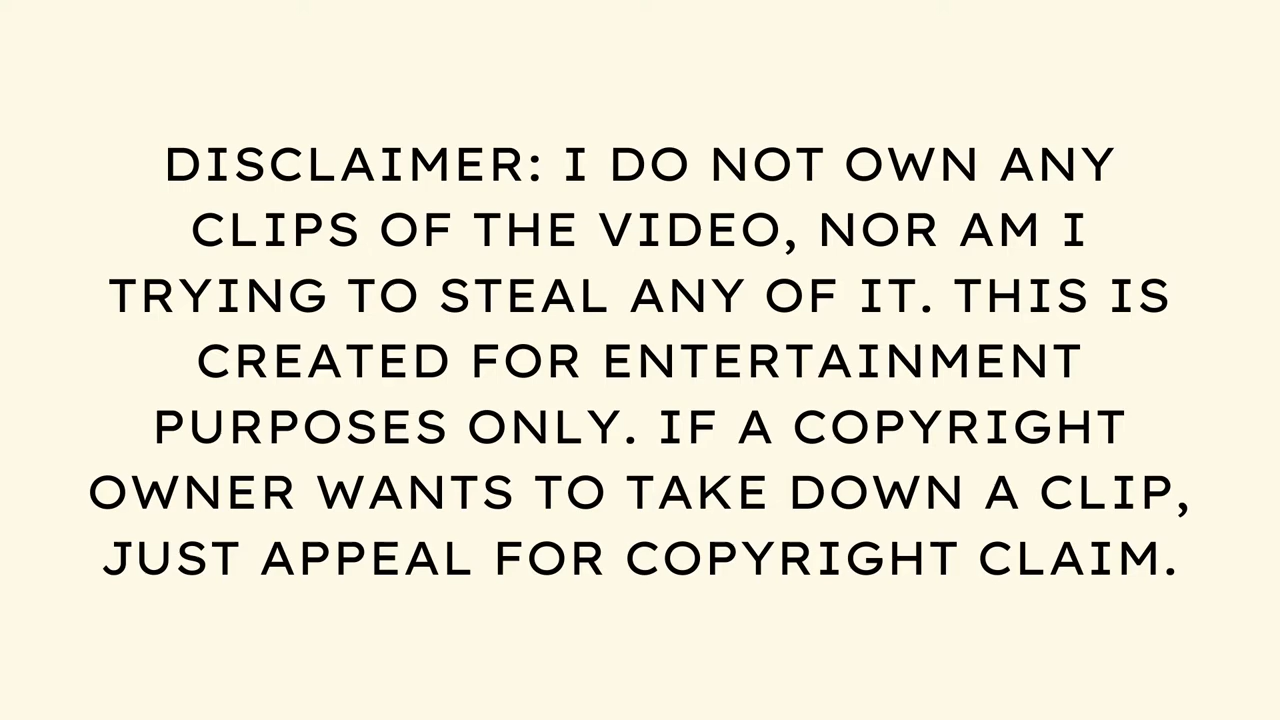 DISCLAIMER: I DO NOT OWN ANY
CLIPS OF THE VIDEO, NOR AM I
TRYING TO STEAL ANY OF IT. THIS IS
CREATED FOR ENTERTAINMENT
PURPOSES ONLY. IF A COPYRIGHT
OWNER WANTS TO TAKE DOWN A CLIP,
JUST APPEAL FOR COPYRIGHT CLAIM.